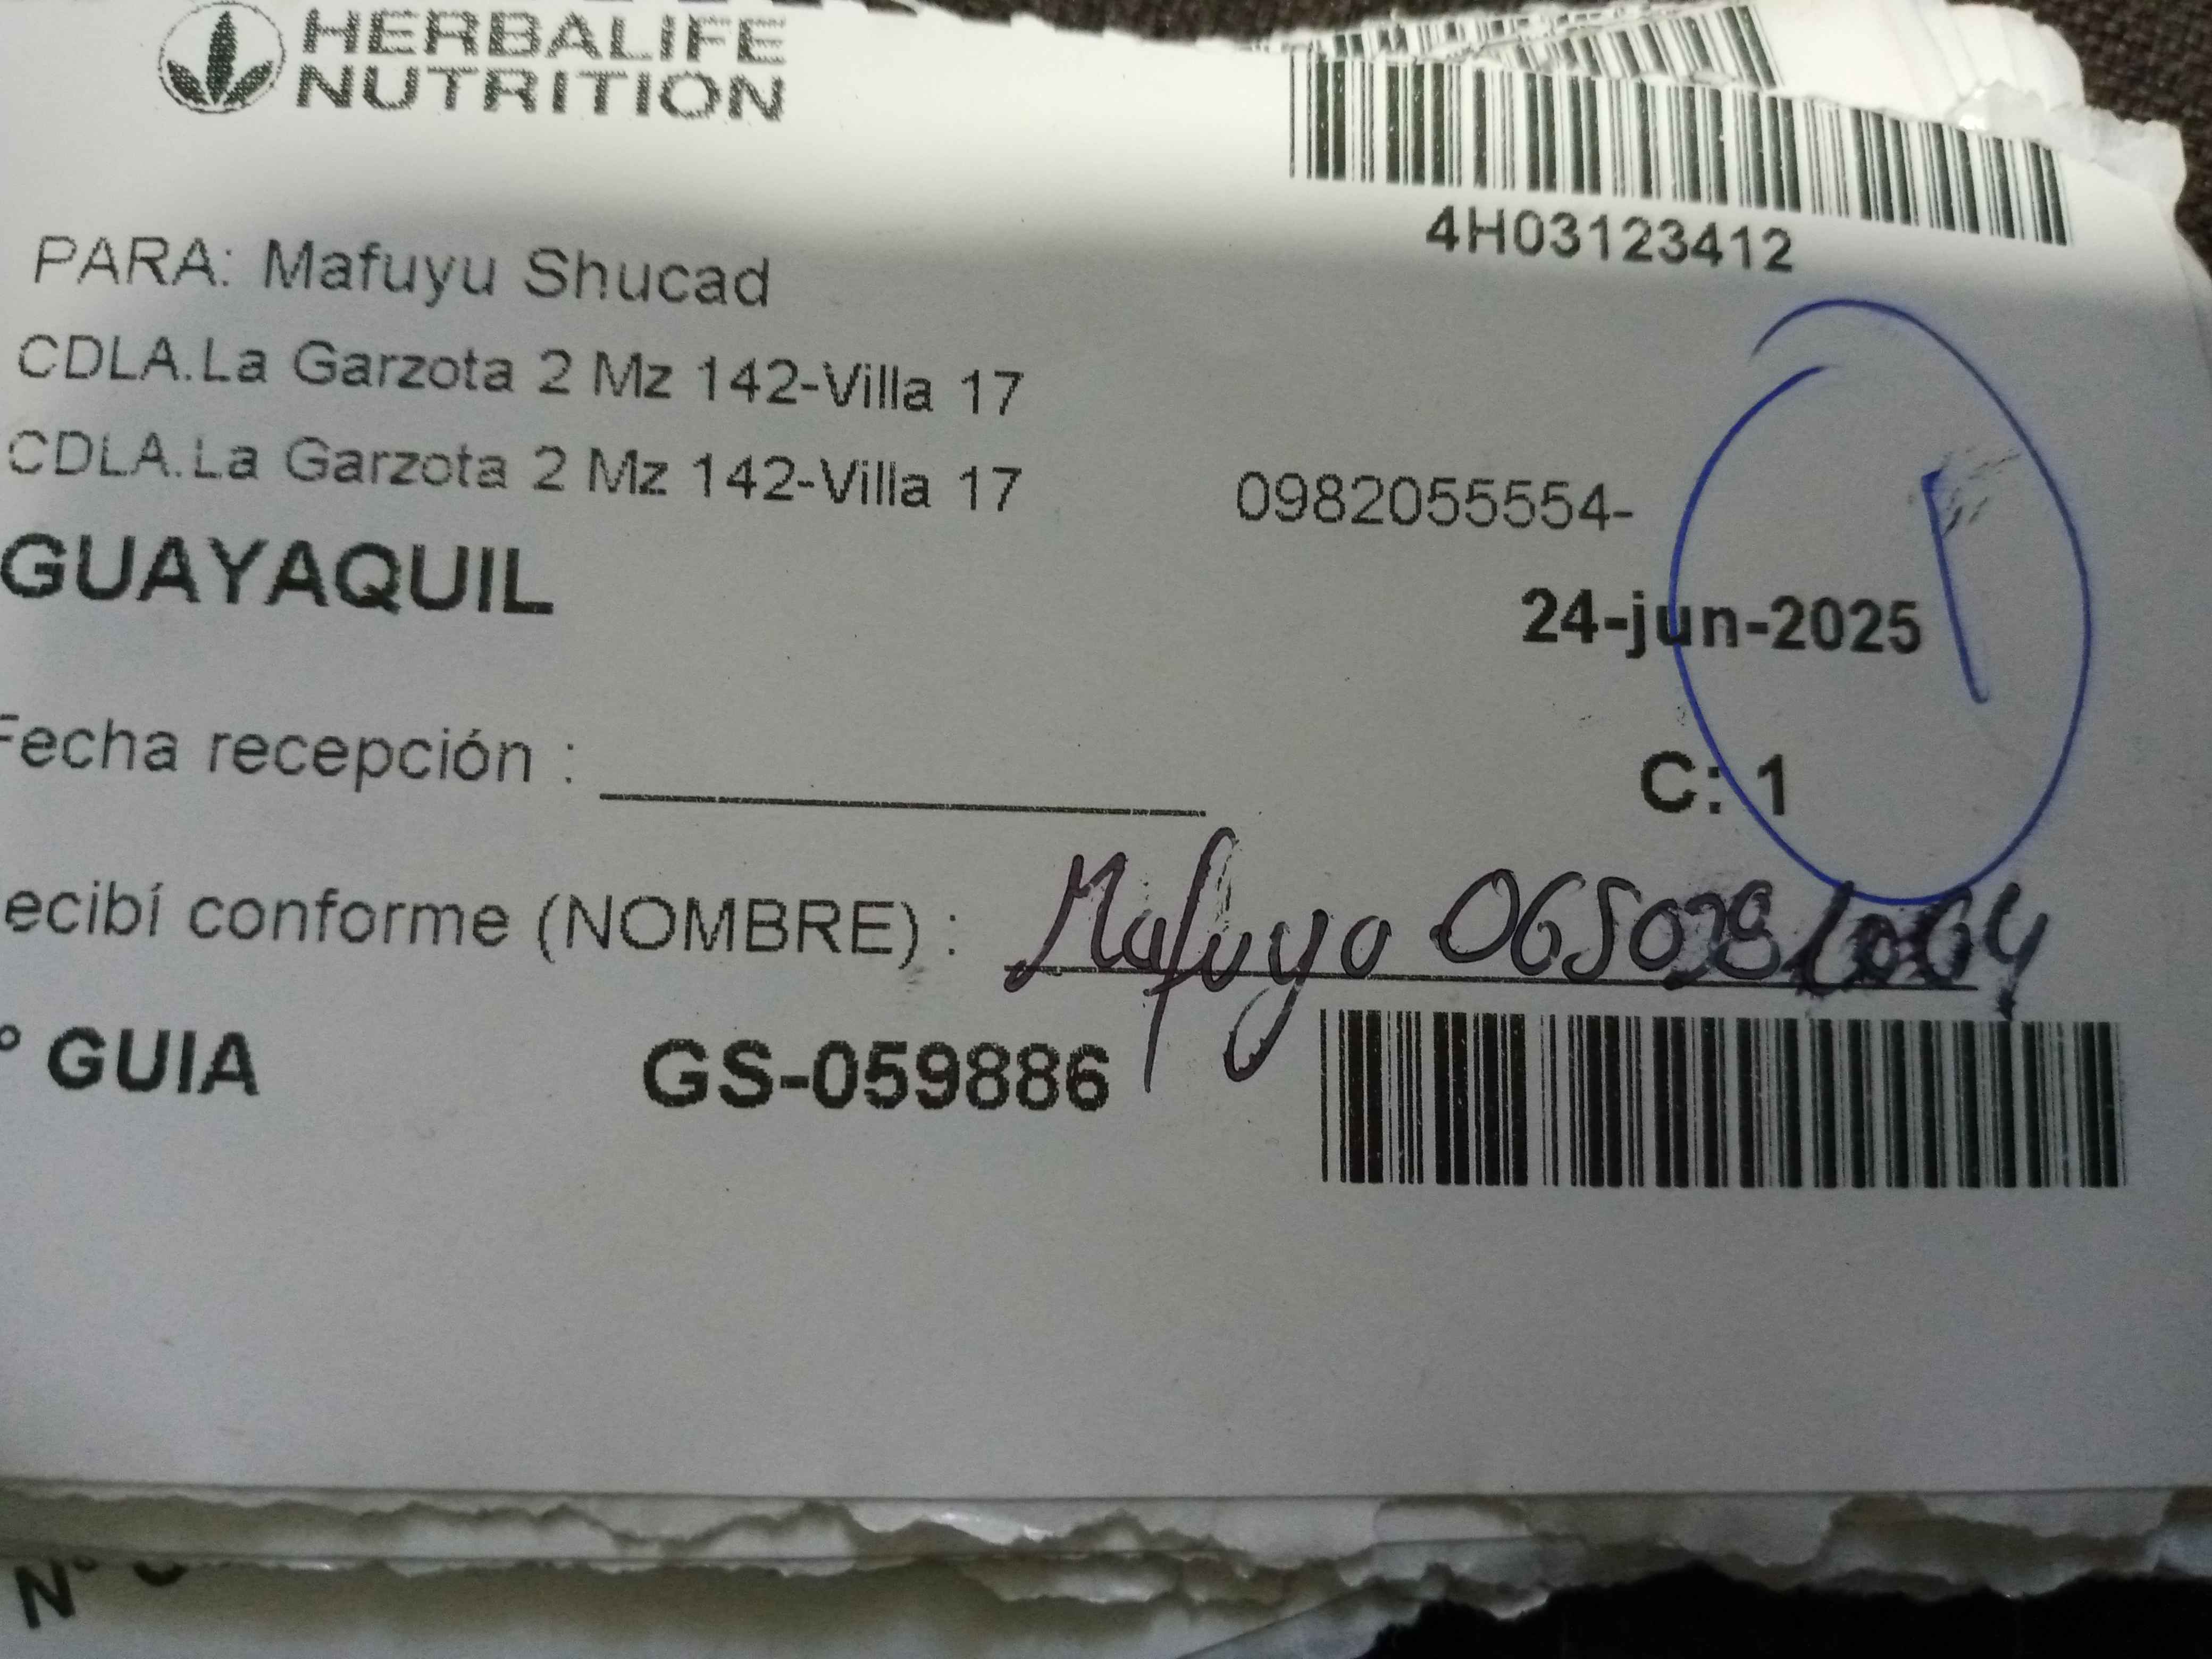 HERBALIFE
NUTRITION
4H03123412
PARA: Mafuyu Shucad
CDLA.La Garzota 2 Mz 142-Villa 17
CDLA.La Garzota 2 Mz 142-Villa 17
0982055554-
GUAYAQUIL
24-jun-2025
Fecha recepción :
C: 1
ecibí conforme (NOMBRE) : Mafuyo
° GUIA GS-059886
N°